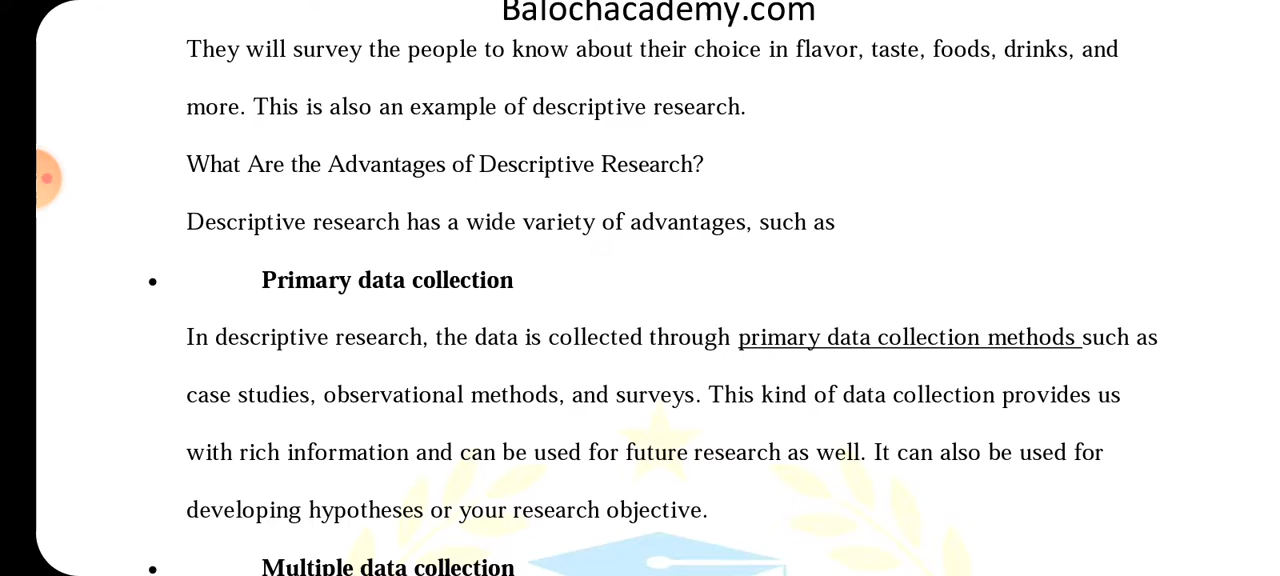 Balochacademy.com
They will survey the people to know about their choice in flavor, taste, foods, drinks, and
more. This is also an example of descriptive research.
What Are the Advantages of Descriptive Research?
Descriptive research has a wide variety of advantages, such as
• Primary data collection
In descriptive research, the data is collected through primary data collection methods such as
case studies, observational methods, and surveys. This kind of data collection provides us
with rich information and can be used for future research as well. It can also be used for
developing hypotheses or your research objective.
• Multiple data collection